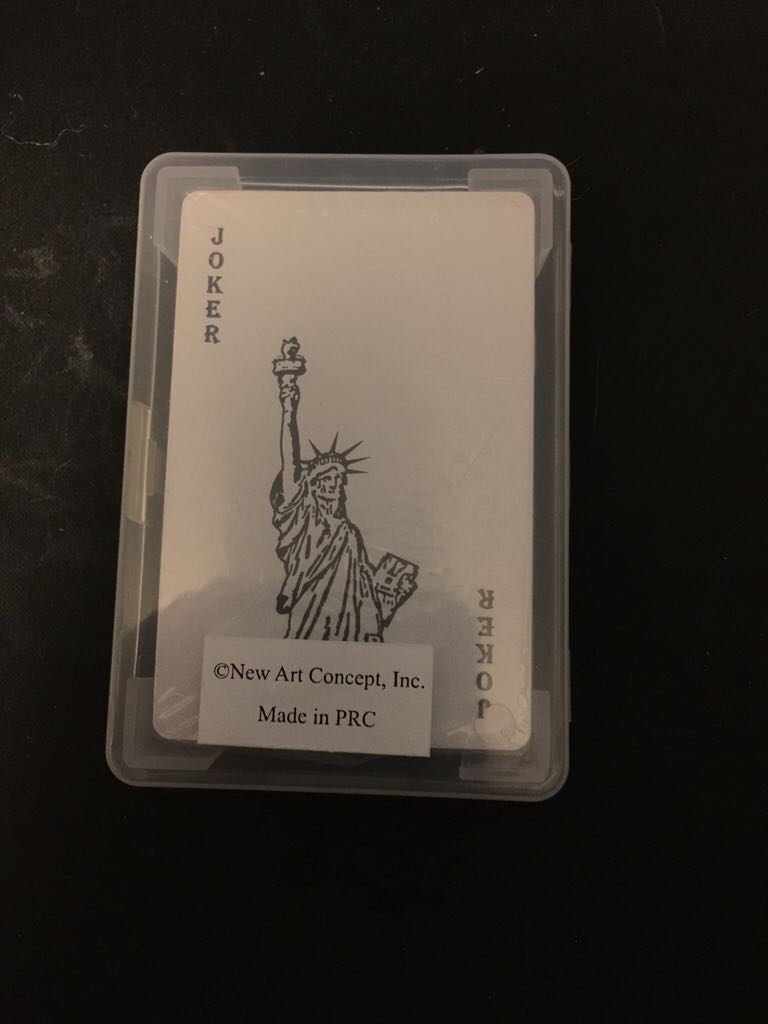 JOKER
©New Art Concept, Inc.
Made in PRC
JOKER